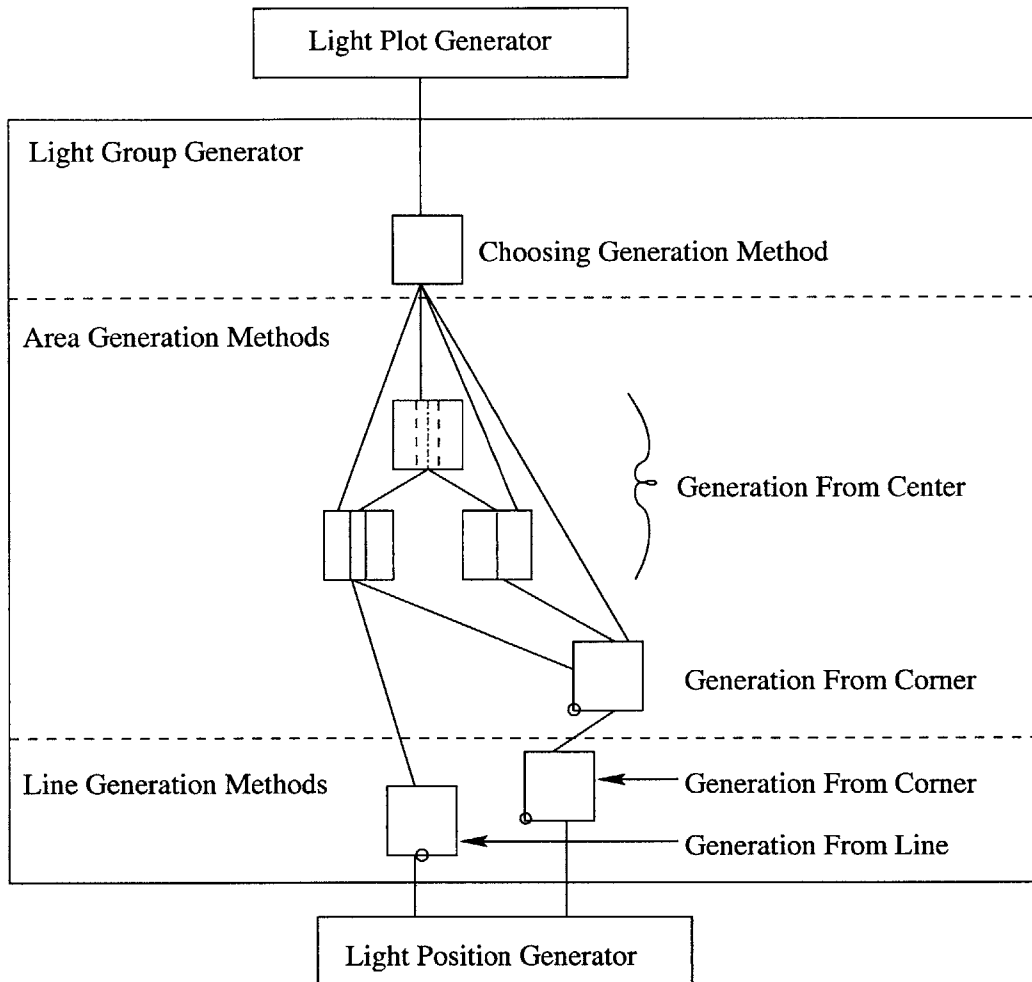 Light Plot Generator
Light Group Generator
Choosing Generation Method
Area Generation Methods
Generation From Center
Generation From Corner
Line Generation Methods
Generation From Corner
Generation From Line
Light Position Generator